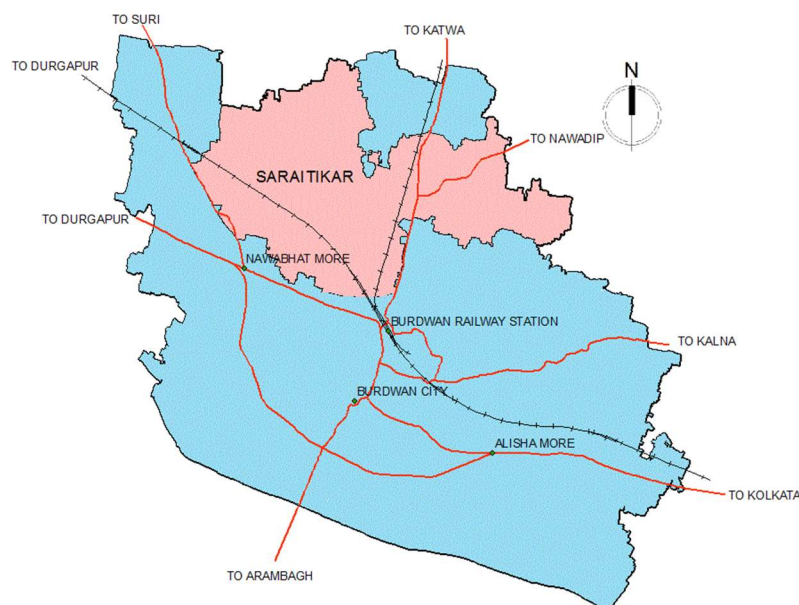 TO SURI
TO KATWA
TO DURGAPUR
N
TO NAWADIP
SARAITIKAR
TO DURGAPUR
NAWABHAT MORE
BURDWAN RAILWAY STATION
TO KALNA
BURDWAN CITY
ALISHA MORE
TO KOLKATA
TO ARAMBAGH